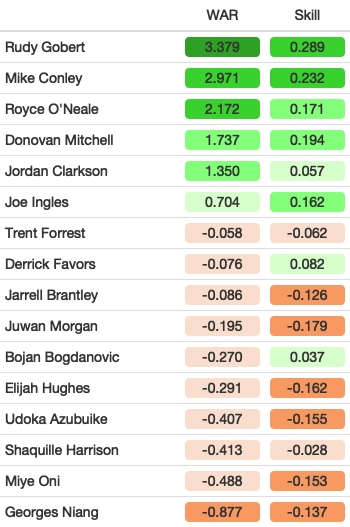 WAR Skill
Rudy Gobert 3.379 0.289
Mike Conley 2.971 0.232
Royce O'Neale 2.172 0.171
Donovan Mitchell 1.737 0.194
Jordan Clarkson 1.350 0.057
Joe Ingles 0.704 0.162
Trent Forrest -0.058 -0.062
Derrick Favors -0.076 0.082
Jarrell Brantley -0.086 -0.126
Juwan Morgan -0.195 -0.179
Bojan Bogdanovic -0.270 0.037
Elijah Hughes -0.291 -0.162
Udoka Azubuike -0.407 -0.155
Shaquille Harrison -0.413 -0.028
Miye Oni -0.488 -0.153
Georges Niang -0.877 -0.137